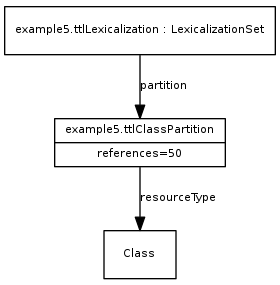 example5.ttlLexicalization : LexicalizationSet
partition
example5.ttlClassPartition
references=50
resourceType
Class